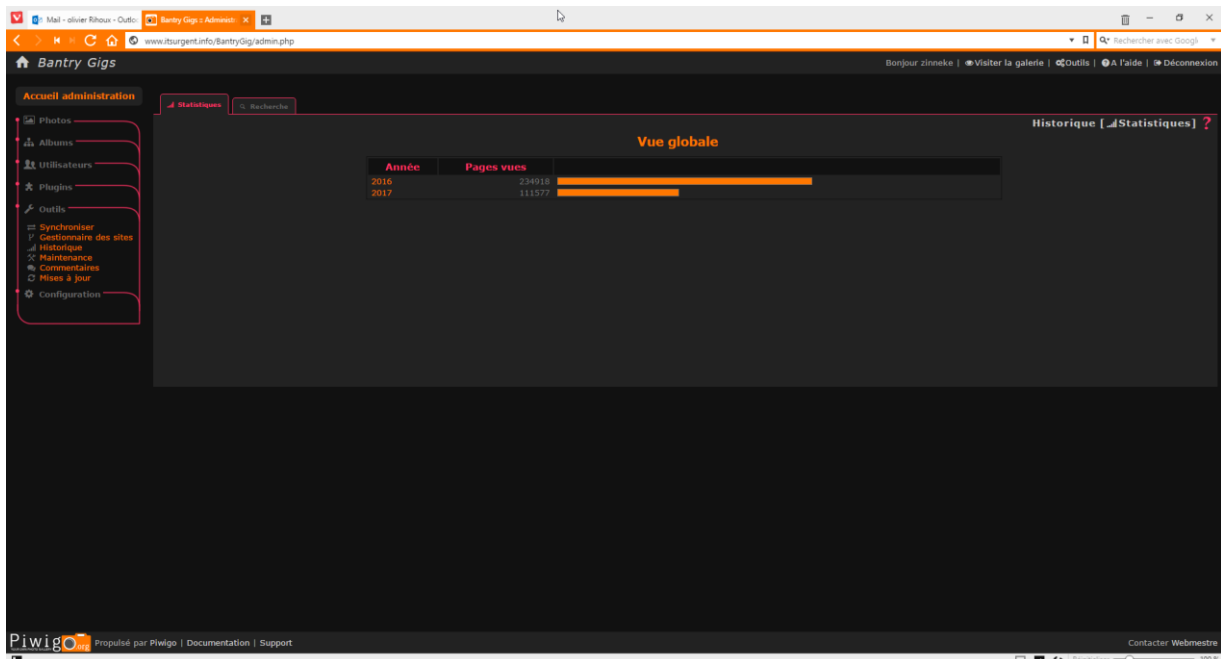 Mail - olivier Rihoux - Outlo
Bantry Gigs :: Administr
www.itsurgent.info/BantryGig/admin.php
Rechercher avec Googl
Bantry Gigs
Bonjour zinneke | Visiter la galerie | Outils | A l'aide | Déconnexion
Accueil administration
Statistiques
Recherche
Historique [ Statistiques] ?
Photos
Albums
Utilisateurs
Plugins
Outils
Synchroniser
Gestionnaire des sites
Historique
Maintenance
Commentaires
Mises à jour
Configuration
Vue globale
Année Pages vues
2016 234918
2017 111577
Piwigo.org Propulsé par Piwigo | Documentation | Support
Contacter Webmestre
100 %